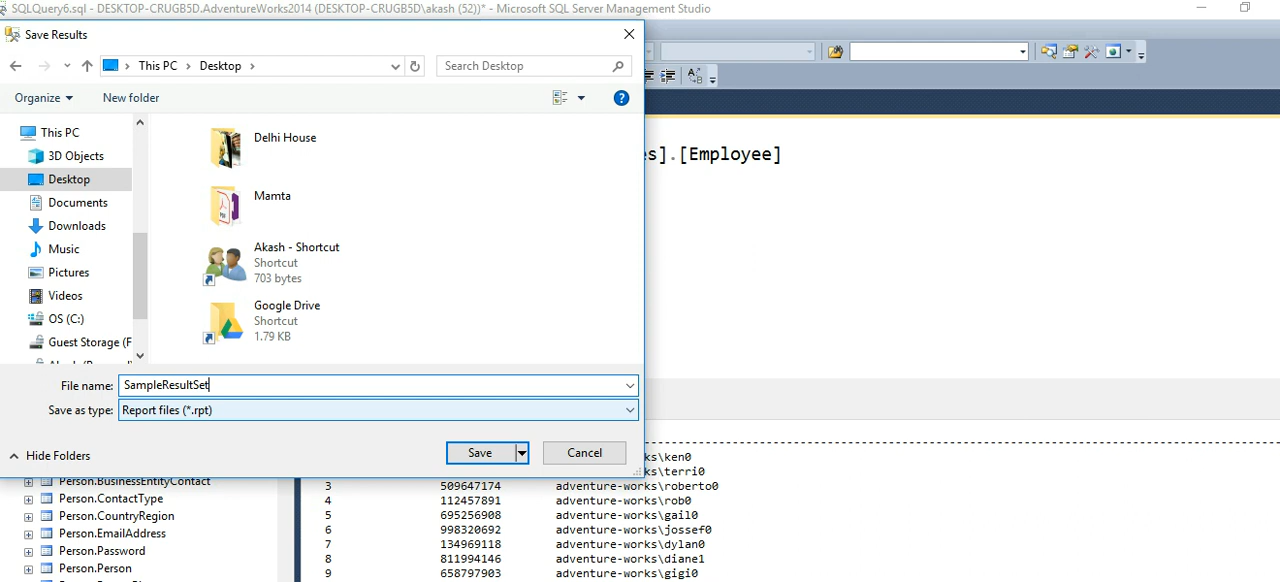 SQLQuery6.sql - DESKTOP-CRUGB5D.AdventureWorks2014 (DESKTOP-CRUGB5D\akash (52))* - Microsoft SQL Server Management Studio
Save Results
This PC > Desktop >
Search Desktop
Organize
New folder
This PC
3D Objects
Desktop
Documents
Downloads
Music
Pictures
Videos
OS (C:)
Guest Storage (F
Delhi House
Mamta
Akash - Shortcut
Shortcut
703 bytes
Google Drive
Shortcut
1.79 KB
es].[Employee]
File name: SampleResultSet
Save as type: Report files (*.rpt)
Hide Folders
Save
Cancel
Person.BusinessEntityContact
Person.ContactType
Person.CountryRegion
Person.EmailAddress
Person.Password
Person.Person
ks\ken0
ks\terri0
3 509647174 adventure-works\roberto0
4 112457891 adventure-works\rob0
5 695256908 adventure-works\gail0
6 998320692 adventure-works\jossef0
7 134969118 adventure-works\dylan0
8 811994146 adventure-works\diane1
9 658797903 adventure-works\gigi0